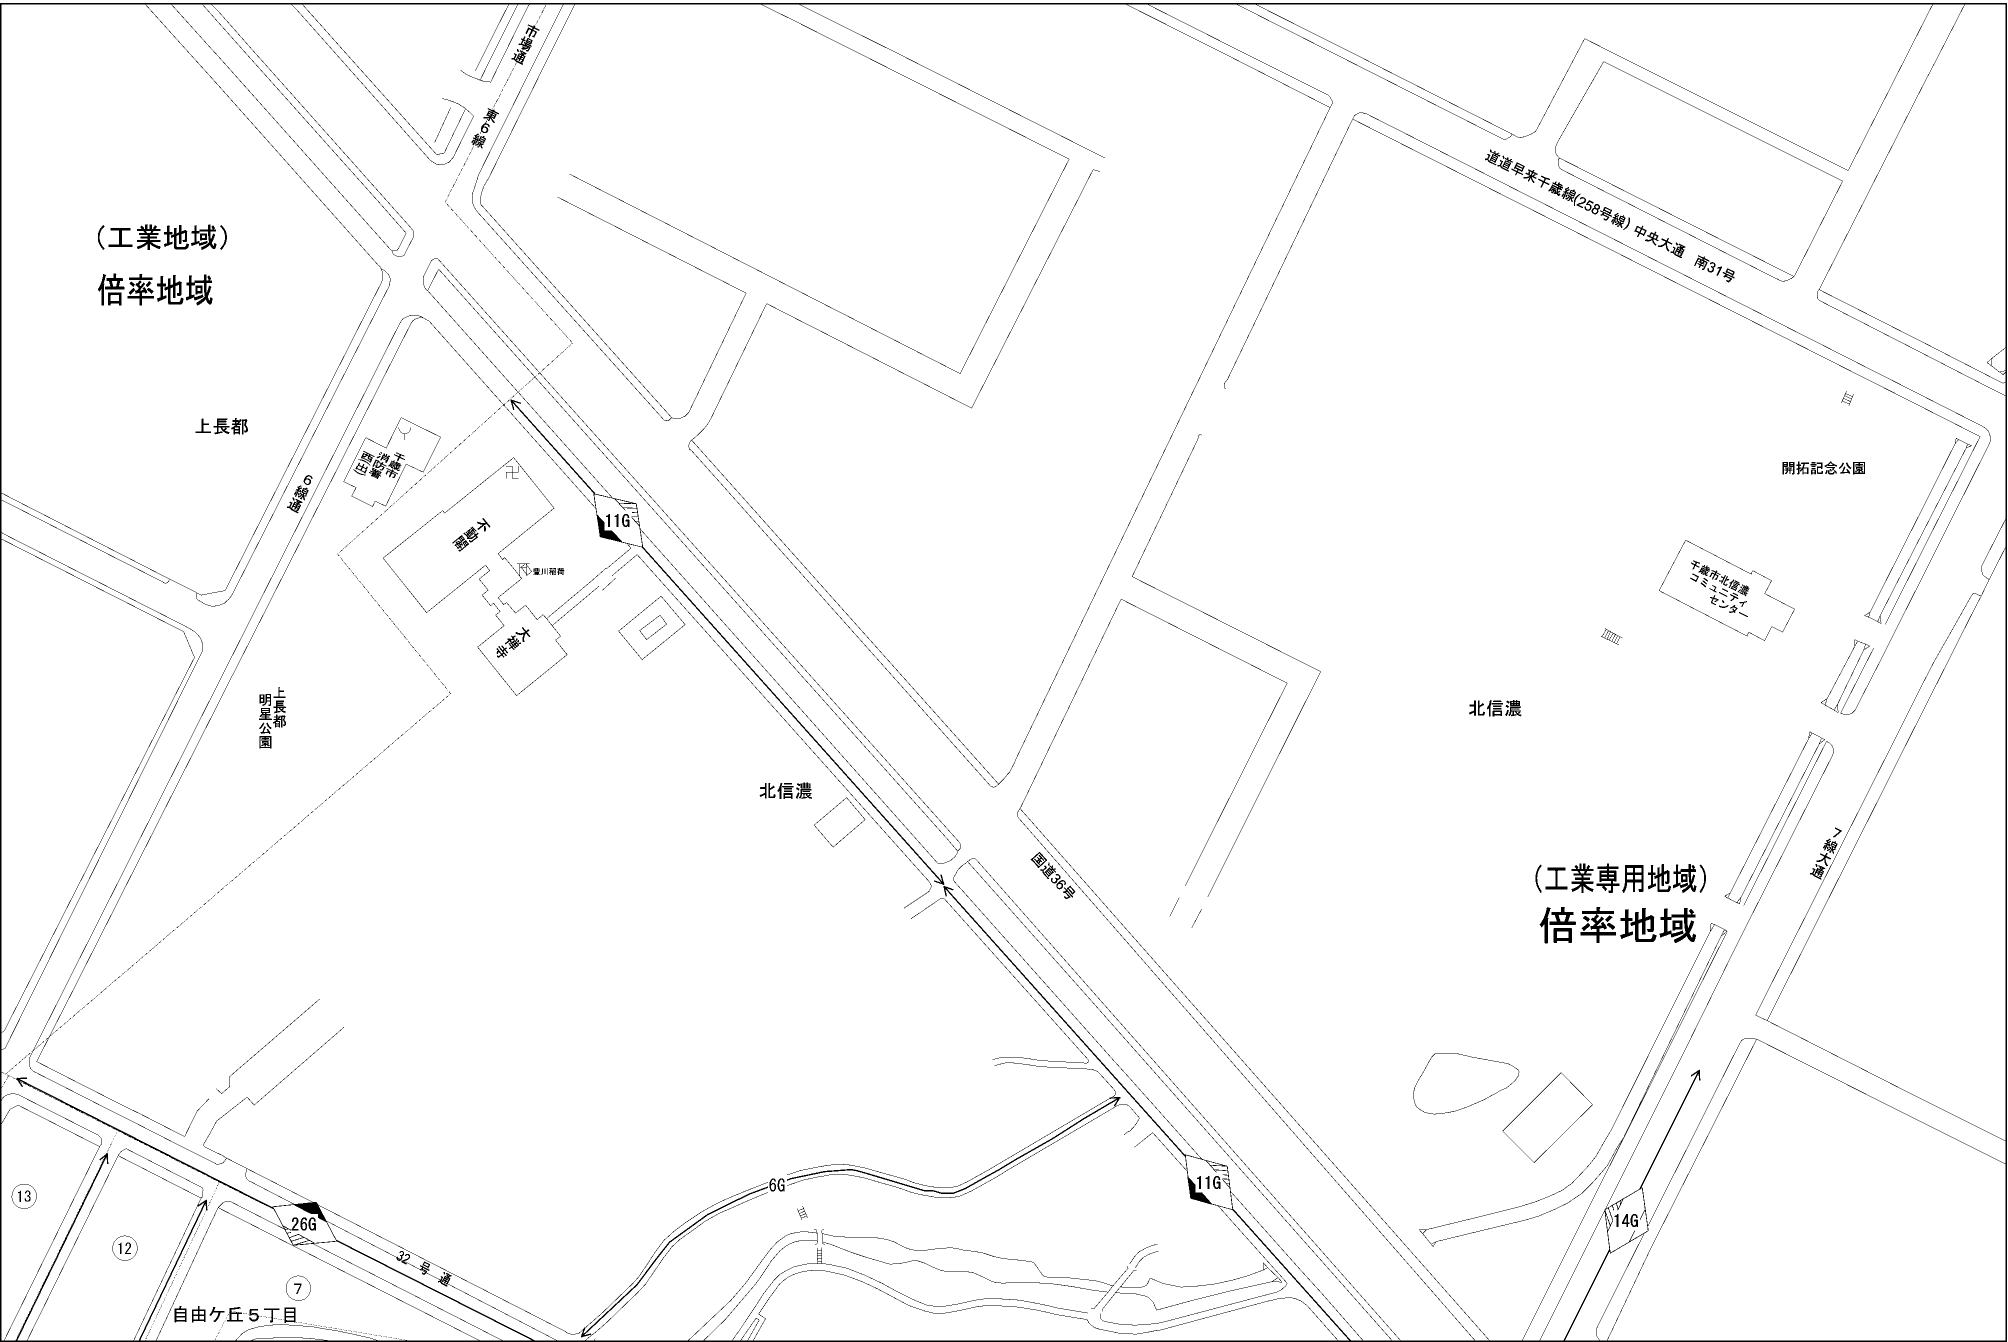 市場通
東6線
道道早来千歳線(258号線) 中央大通　南31号
（工業地域）
倍率地域
上長都
6線通
千歳市
消防署
西出
不動閣
11G
豊川稲荷
大禅寺
開拓記念公園
千歳市北信濃
コミュニティ
センター
上長都
明星公園
北信濃
北信濃
国道36号
7線大通
（工業専用地域）
倍率地域
6G
11G
14G
26G
32号通
13
12
7
自由ケ丘5丁目